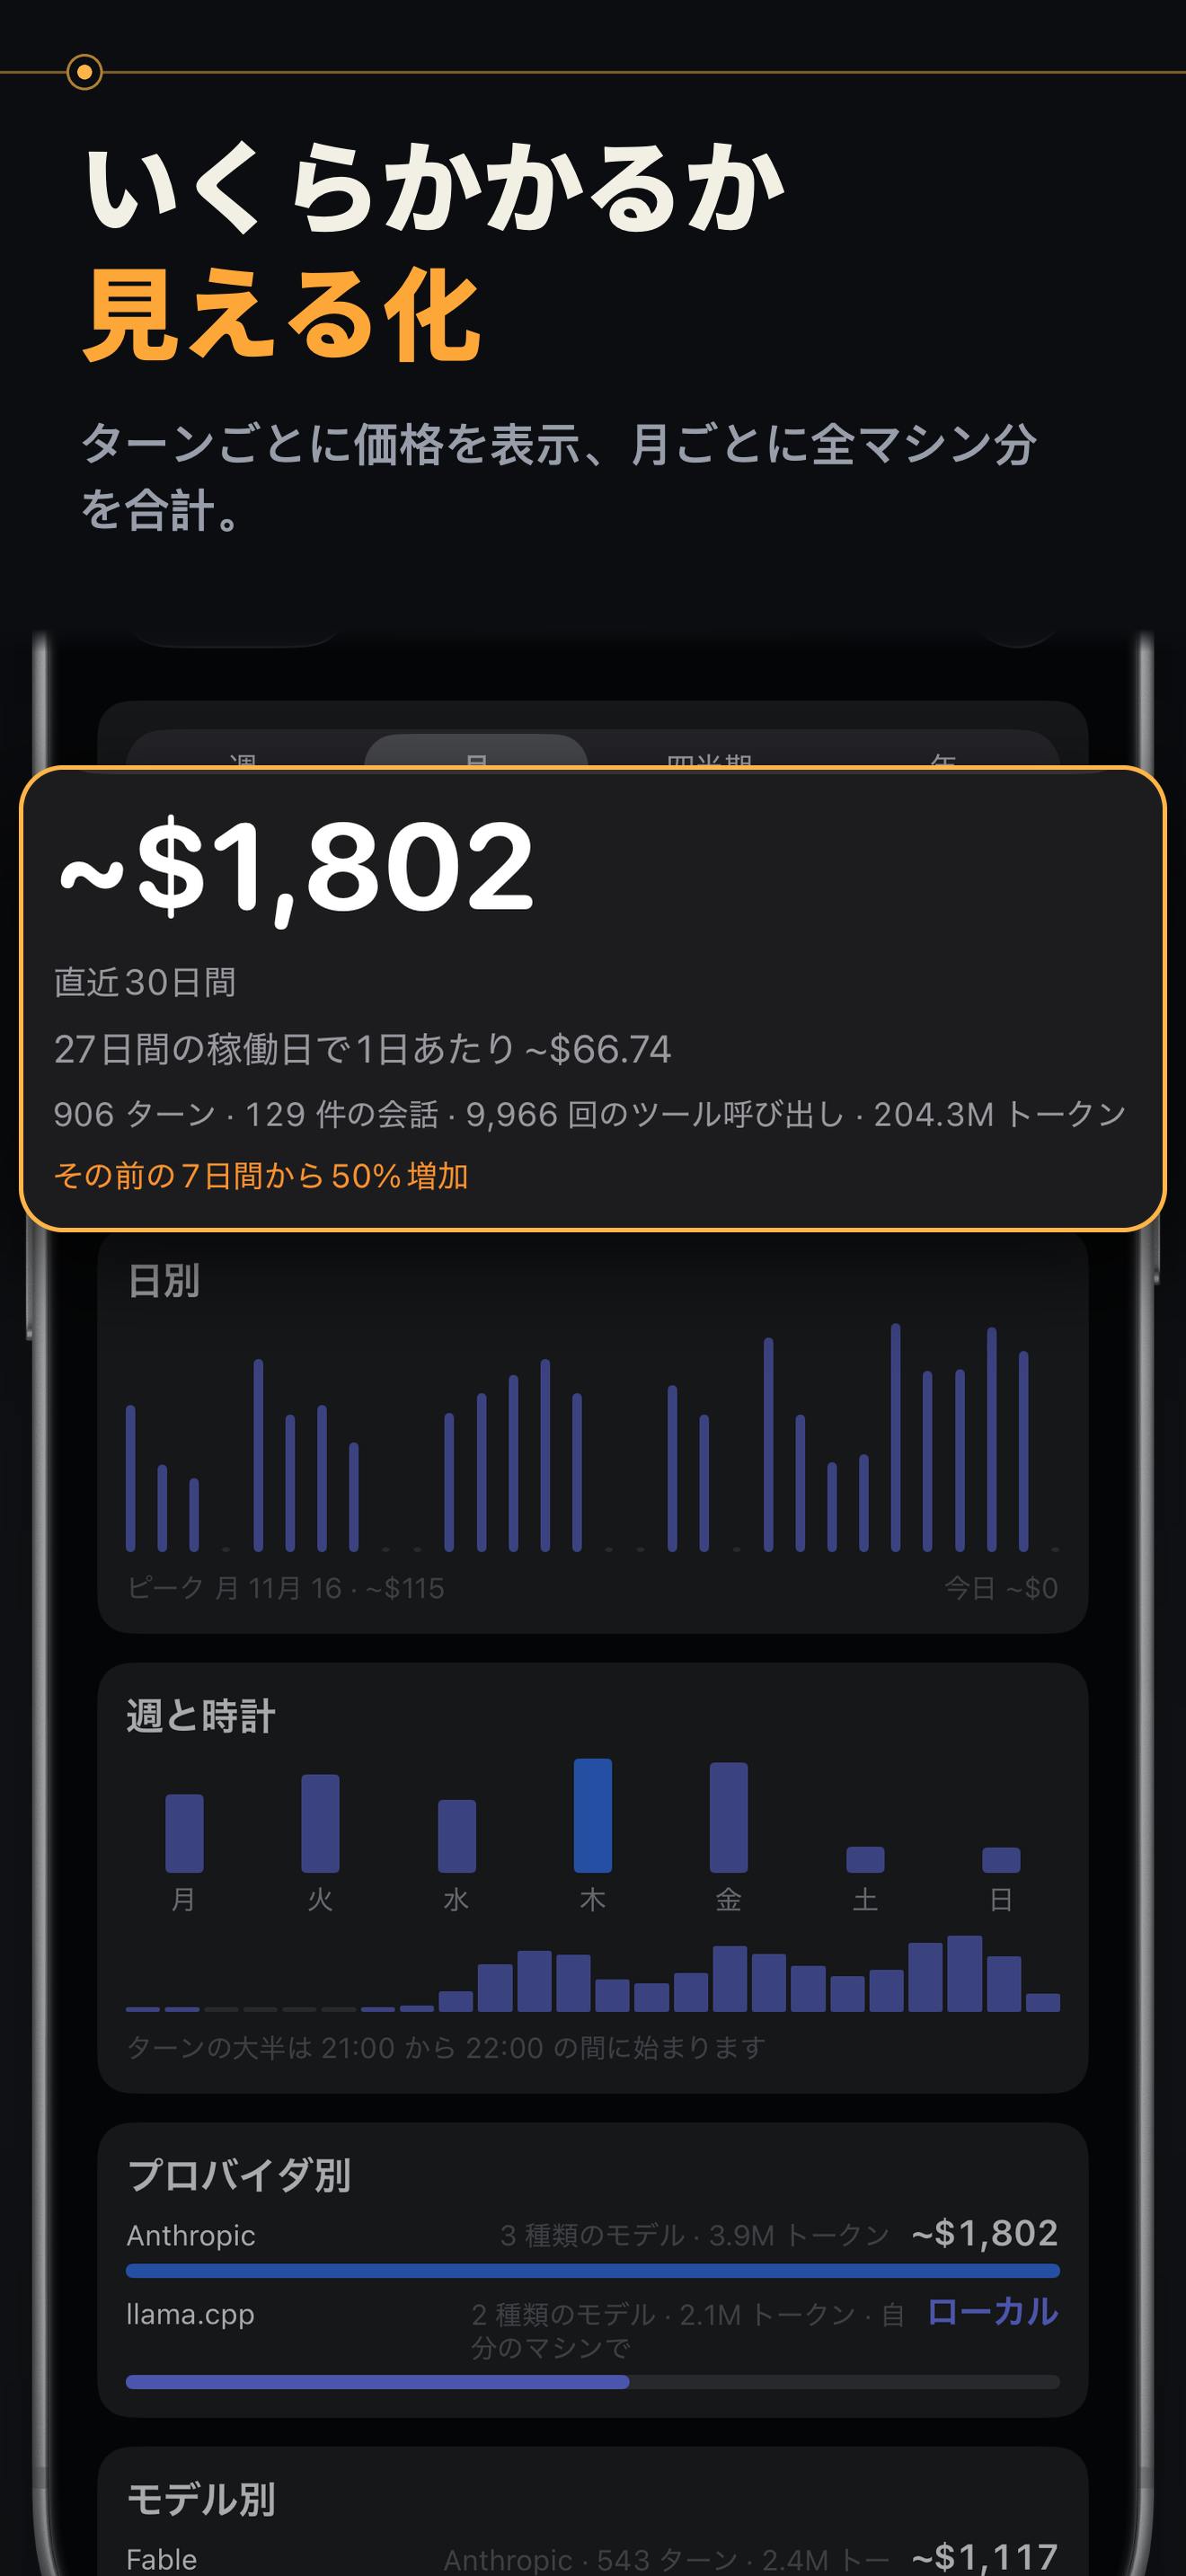 いくらかかるか
見える化
ターンごとに価格を表示、月ごとに全マシン分
を合計。
週 月 四半期 年
~$1,802
直近30日間
27日間の稼働日で1日あたり ~$66.74
906 ターン · 129 件の会話 · 9,966 回のツール呼び出し · 204.3M トークン
その前の7日間から50%増加
日別
ピーク 月 11月 16 · ~$115 今日 ~$0
週と時計
月 火 水 木 金 土 日
ターンの大半は 21:00 から 22:00 の間に始まります
プロバイダ別
Anthropic 3 種類のモデル · 3.9M トークン ~$1,802
llama.cpp 2 種類のモデル · 2.1M トークン · 自 ローカル
分のマシンで
モデル別
Fable Anthropic · 543 ターン · 2.4M トー ~$1,117